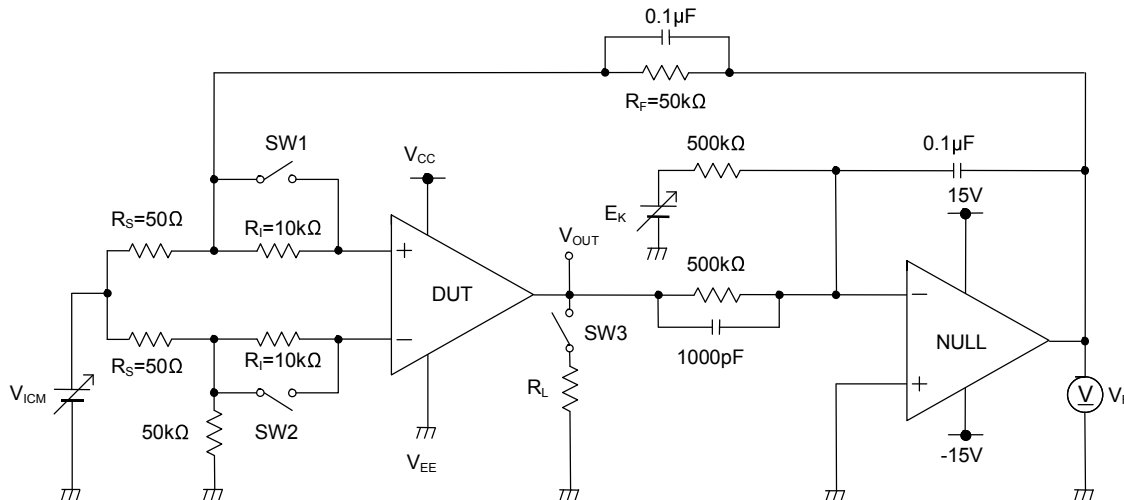 0.1µF
R_F=50kΩ
SW1
V_CC
500kΩ
0.1µF
15V
E_K
R_S=50Ω
R_I=10kΩ
V_OUT
+
DUT
500kΩ
−
NULL
SW3
−
R_S=50Ω
R_I=10kΩ
1000pF
+
V_ICM
R_L
V
50kΩ
SW2
V_EE
-15V